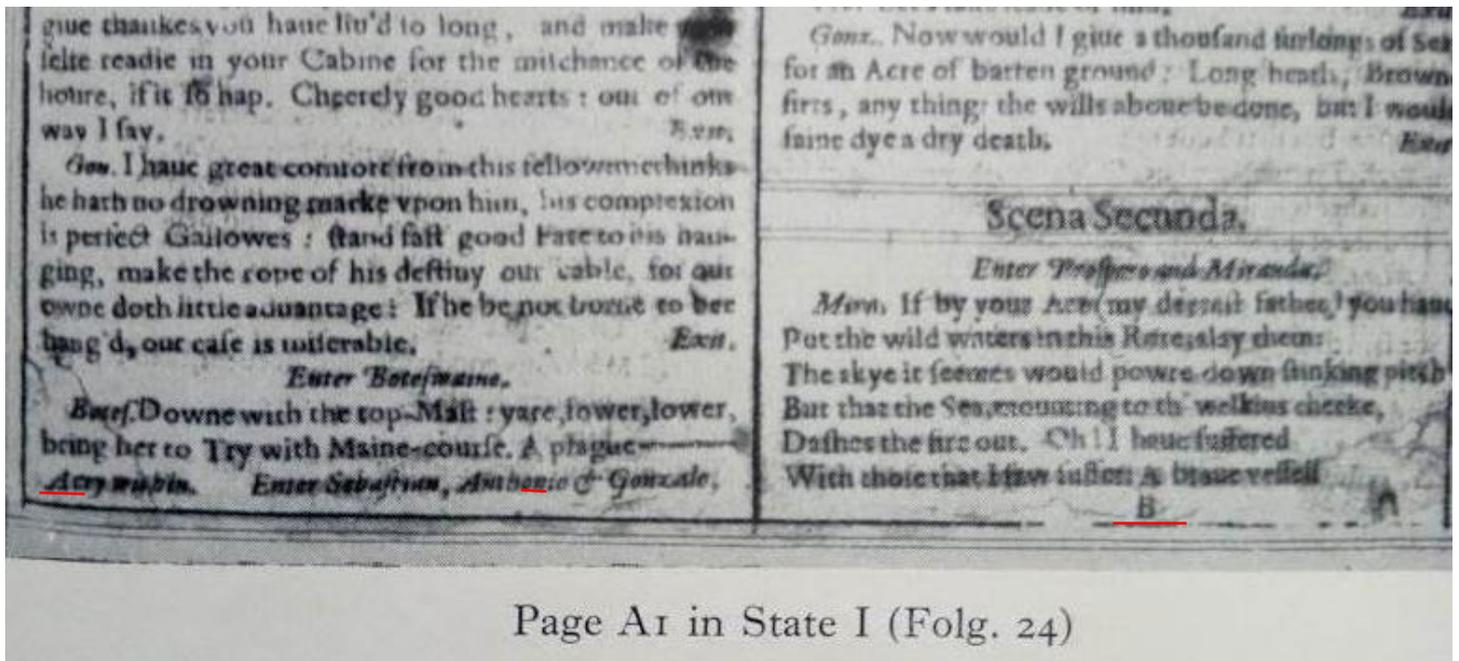 giue thankes you haue liu'd to long, and make your
ſelfe readie in your Cabine for the miſchance of the
houre, if it ſo hap. Cheerely good hearts : out of our
way I ſay. Exit.
Gon. I haue great comfort from this fellow methinks
he hath no drowning marke vpon him, his complexion
is perfect Gallowes : ſtand faſt good Fate to his han-
ging, make the rope of his deſtiny our cable, for our
owne doth little aduantage : If he be not borne to bee
hang'd, our caſe is miſerable. Exit.
Enter Boteſwaine.
Boteſ. Downe with the top-Maſt : yare, lower, lower,
bring her to Try with Maine-courſe. A plague——
A cry within. Enter Sebaſtian, Anthonio & Gonzalo,
Exit
Gonz. Now would I giue a thouſand furlongs of Sea
for an Acre of barren ground : Long heath, Brown
firrs, any thing; the wills aboue be done, but I would
faine dye a dry death. Exit
Scena Secunda.
Enter Proſpero and Miranda.
Mira. If by your Art (my deereſt father,) you haue
Put the wild waters in this Rore; alay them:
The skye it ſeemes would powre down ſtinking pitch
But that the Sea, mounting to th' welkins cheeke,
Daſhes the fire out. Oh! I haue ſuffered
With thoſe that I ſaw ſuffer: A braue veſſell
B
Page A1 in State I (Folg. 24)